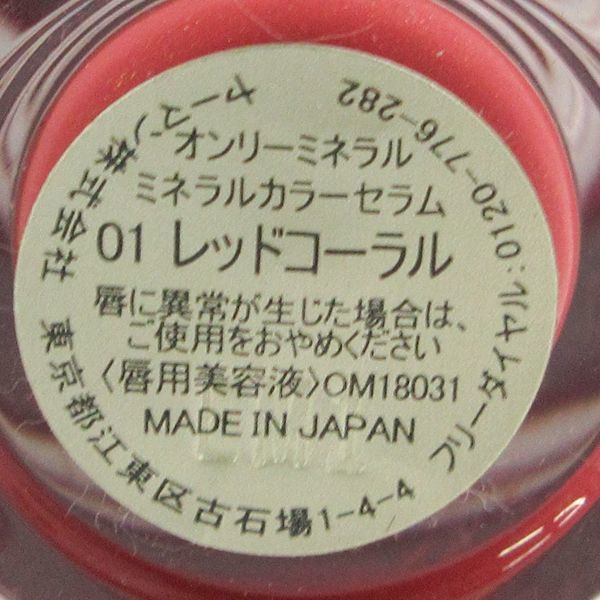 オンリーミネラル
ミネラルカラーセラム
01 レッドコーラル
唇に異常が生じた場合は、
ご使用をおやめください
〈唇用美容液〉OM18031
MADE IN JAPAN
ヤーマン株式会社 東京都江東区古石場1-4-4 フリーダイヤル:0120-776-282